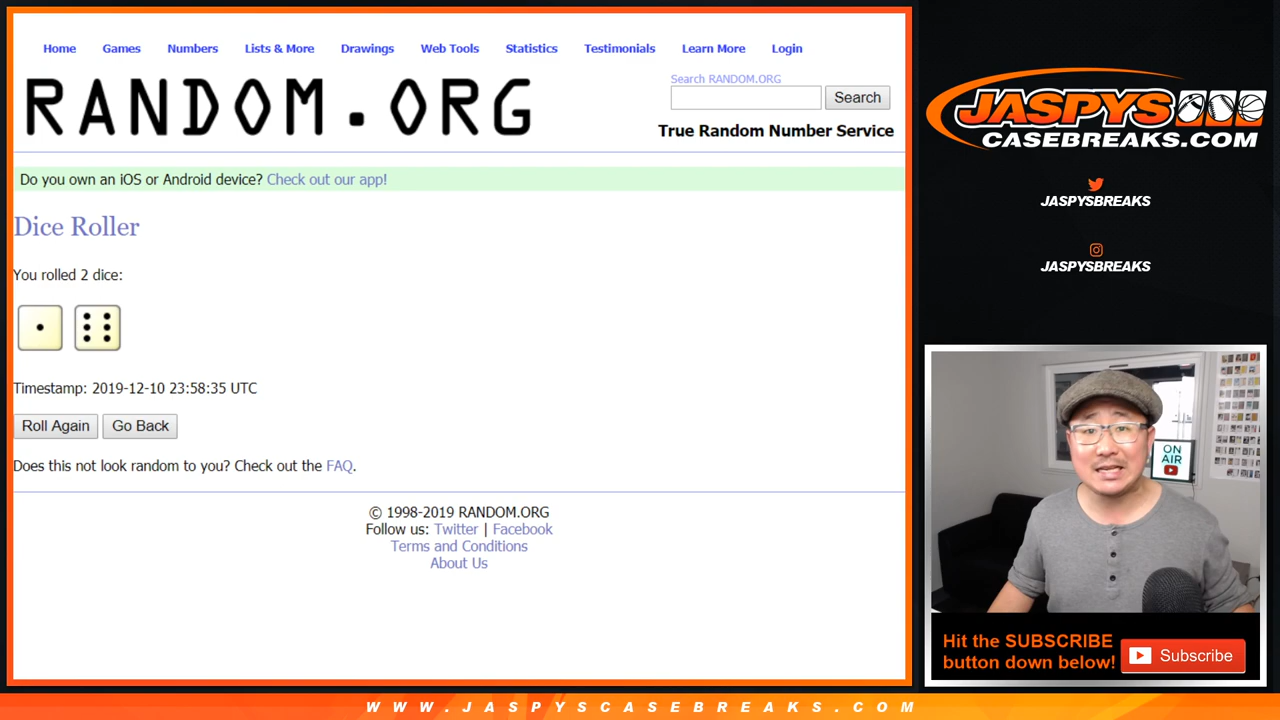 Home Games Numbers Lists & More Drawings Web Tools Statistics Testimonials Learn More Login
RANDOM.ORG
Search RANDOM.ORG
Search
True Random Number Service
Do you own an iOS or Android device? Check out our app!
Dice Roller
You rolled 2 dice:
Timestamp: 2019-12-10 23:58:35 UTC
Roll Again Go Back
Does this not look random to you? Check out the FAQ.
© 1998-2019 RANDOM.ORG
Follow us: Twitter | Facebook
Terms and Conditions
About Us
JASPYS
CASEBREAKS.COM
JASPYSBREAKS
JASPYSBREAKS
ON
AIR
Hit the SUBSCRIBE
button down below!
Subscribe
WWW.JASPYSCASEBREAKS.COM